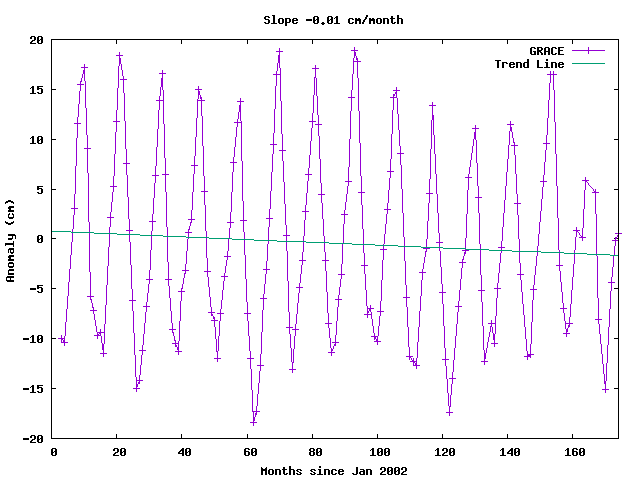 Slope -0.01 cm/month
GRACE
Trend Line
20
15
10
5
0
-5
-10
-15
-20
Anomaly (cm)
0 20 40 60 80 100 120 140 160
Months since Jan 2002